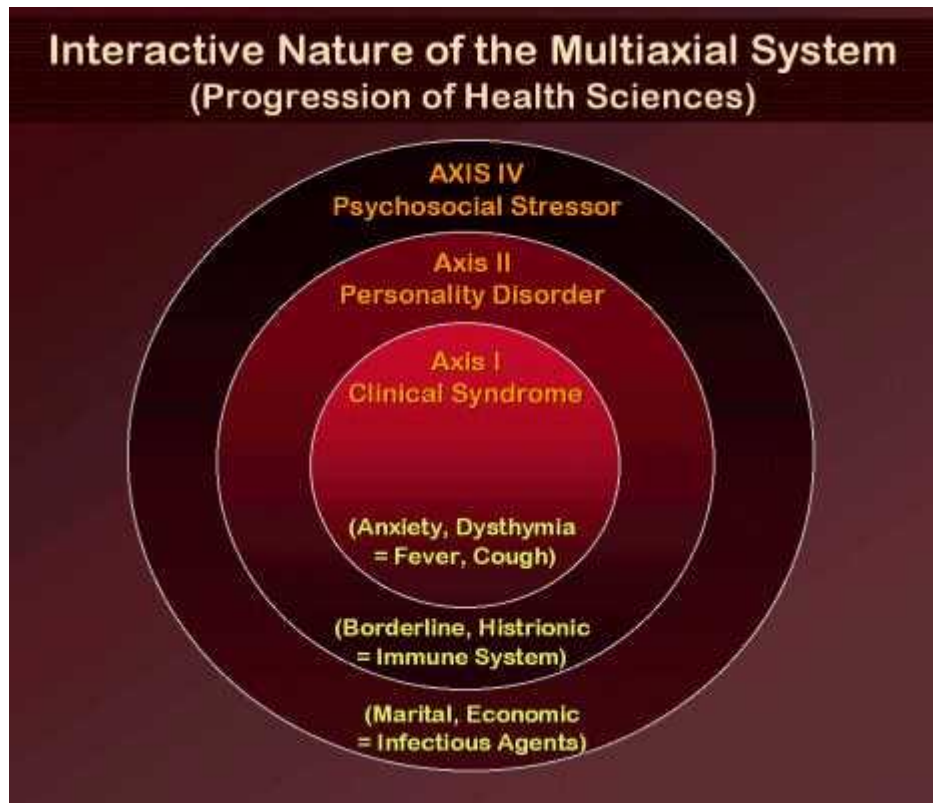 Interactive Nature of the Multiaxial System
(Progression of Health Sciences)
AXIS IV
Psychosocial Stressor
Axis II
Personality Disorder
Axis I
Clinical Syndrome
(Anxiety, Dysthymia
= Fever, Cough)
(Borderline, Histrionic
= Immune System)
(Marital, Economic
= Infectious Agents)